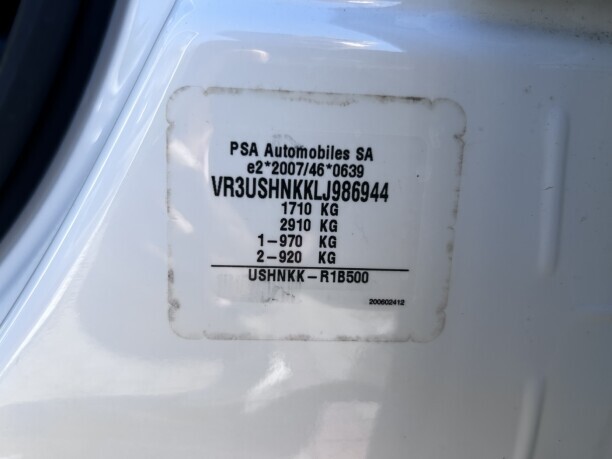 PSA Automobiles SA
e2*2007/46*0639
VR3USHNKKLJ986944
1710 KG
2910 KG
1-970 KG
2-920 KG
USHNKK-R1B500
200602412